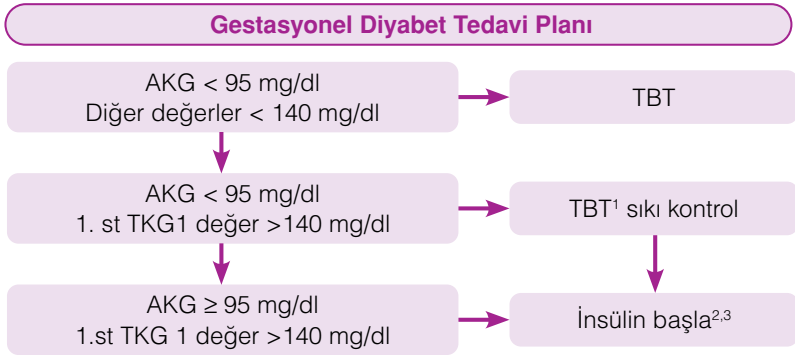 Gestasyonel Diyabet Tedavi Planı
AKG < 95 mg/dl
Diğer değerler < 140 mg/dl
TBT
AKG < 95 mg/dl
1. st TKG1 değer >140 mg/dl
TBT¹ sıkı kontrol
AKG ≥ 95 mg/dl
1.st TKG 1 değer >140 mg/dl
İnsülin başla²,³